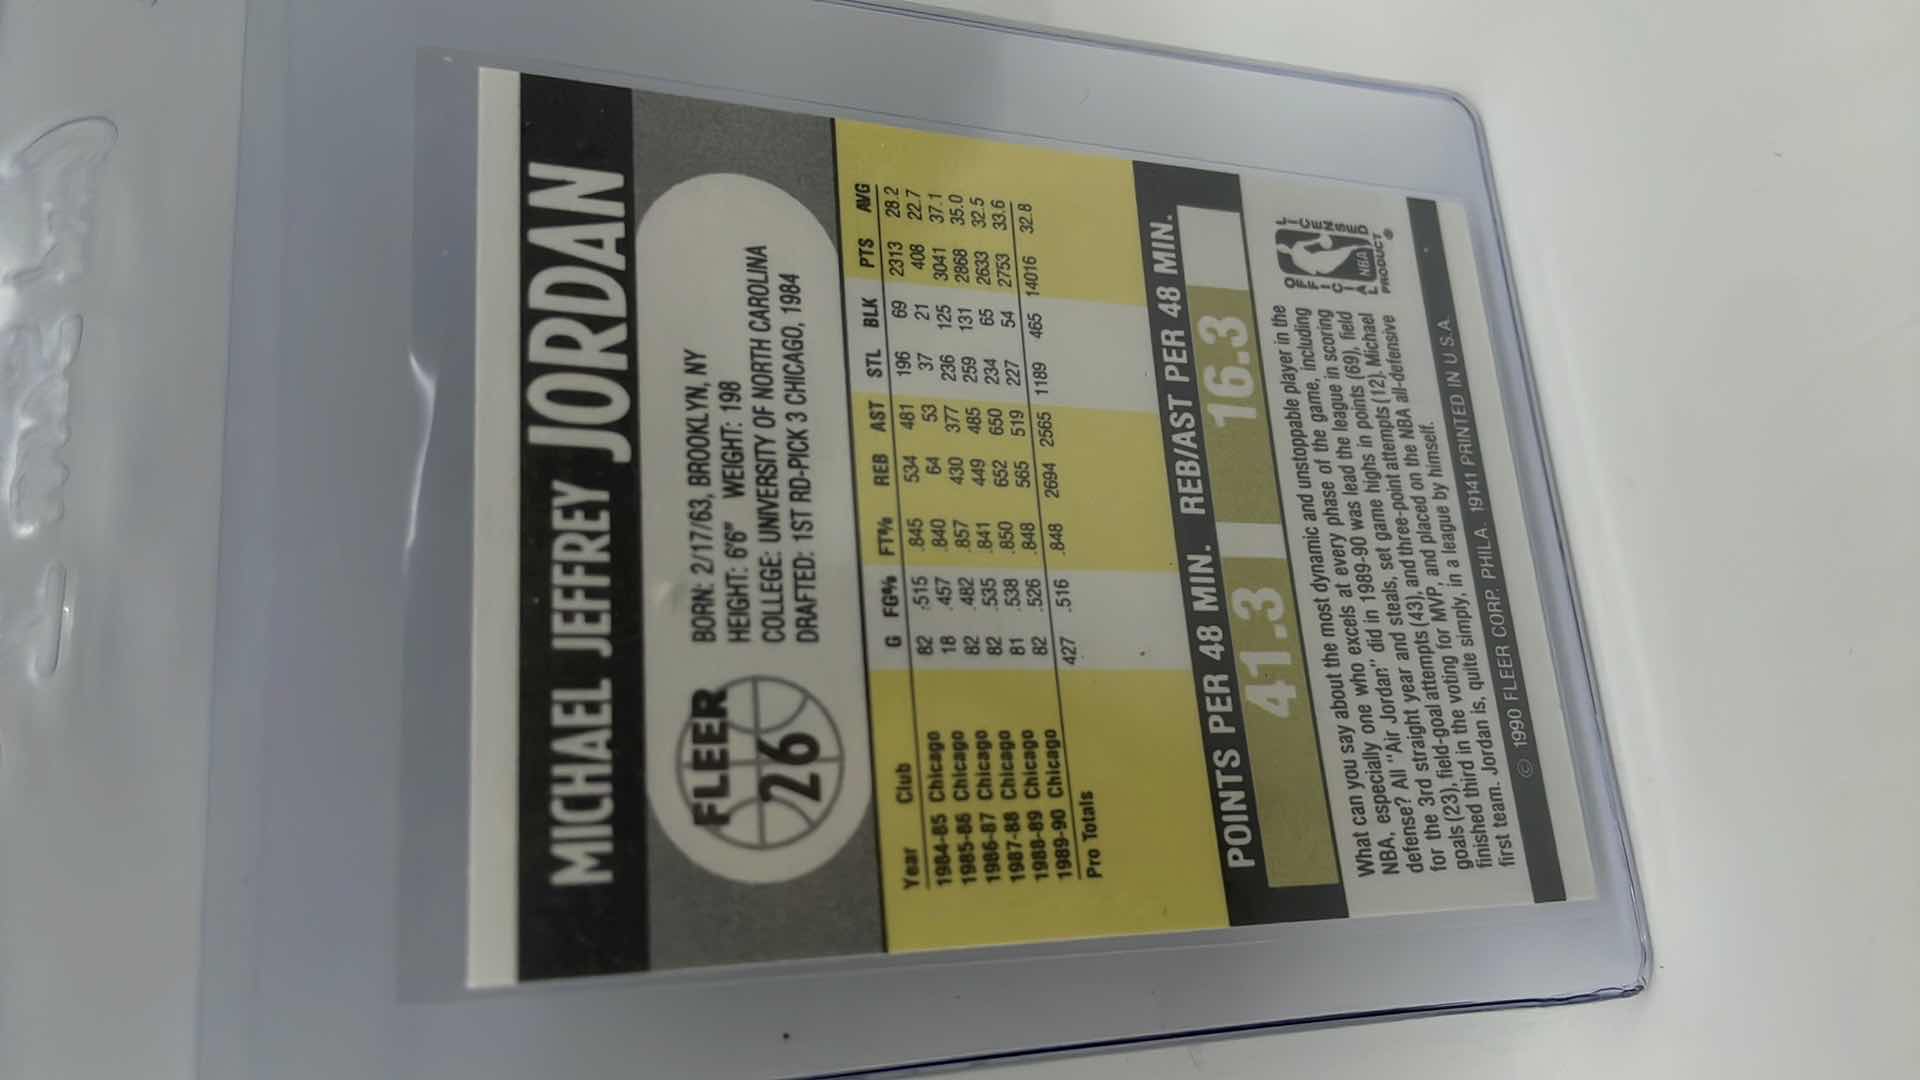 MICHAEL JEFFREY JORDAN
FLEER
26
BORN: 2/17/63, BROOKLYN, NY
HEIGHT: 6'6" WEIGHT: 198
COLLEGE: UNIVERSITY OF NORTH CAROLINA
DRAFTED: 1ST RD-PICK 3 CHICAGO, 1984
Year Club G FG% FT% REB AST STL BLK PTS AVG
1984-85 Chicago 82 .515 .845 534 481 196 69 2313 28.2
1985-86 Chicago 18 .457 .840 64 53 37 21 408 22.7
1986-87 Chicago 82 .482 .857 430 377 236 125 3041 37.1
1987-88 Chicago 82 .535 .841 449 485 259 131 2868 35.0
1988-89 Chicago 81 .538 .850 652 650 234 65 2633 32.5
1989-90 Chicago 82 .526 .848 565 519 227 54 2753 33.6
Pro Totals 427 .516 .848 2694 2565 1189 465 14016 32.8
POINTS PER 48 MIN. REB/AST PER 48 MIN.
41.3 16.3
What can you say about the most dynamic and unstoppable player in the
NBA, especially one who excels at every phase of the game, including
defense? All "Air Jordan" did in 1989-90 was lead the league in scoring
for the 3rd straight year and steals, set game highs in points (69), field
goals (23), field-goal attempts (43), and three-point attempts (12). Michael
finished third in the voting for MVP, and placed on the NBA all-defensive
first team. Jordan is, quite simply, in a league by himself.
OFFICIAL LICENSED
NBA
PRODUCT ®
© 1990 FLEER CORP. PHILA. 19141 PRINTED IN U.S.A.